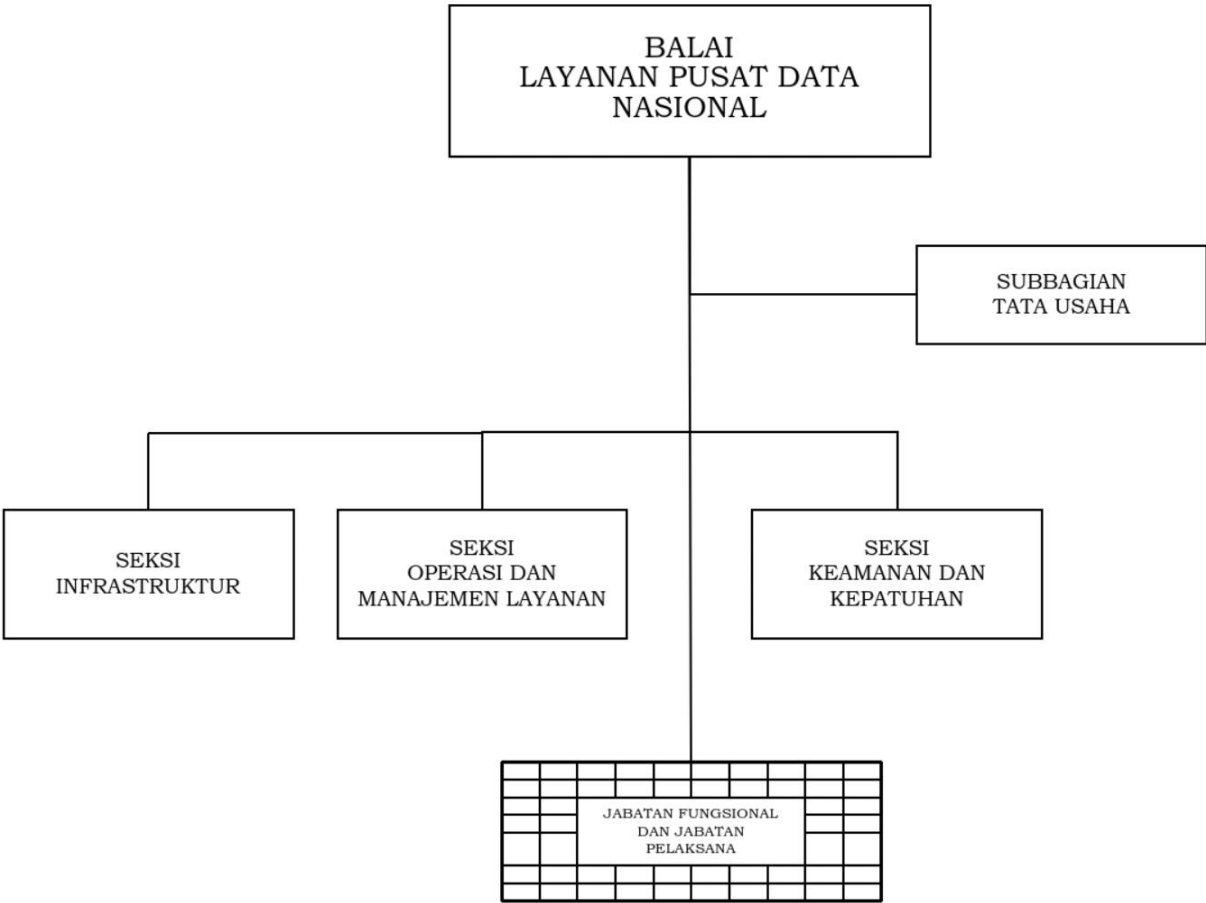 BALAI
LAYANAN PUSAT DATA
NASIONAL
SUBBAGIAN
TATA USAHA
SEKSI
INFRASTRUKTUR
SEKSI
OPERASI DAN
MANAJEMEN LAYANAN
SEKSI
KEAMANAN DAN
KEPATUHAN
JABATAN FUNGSIONAL
DAN JABATAN
PELAKSANA